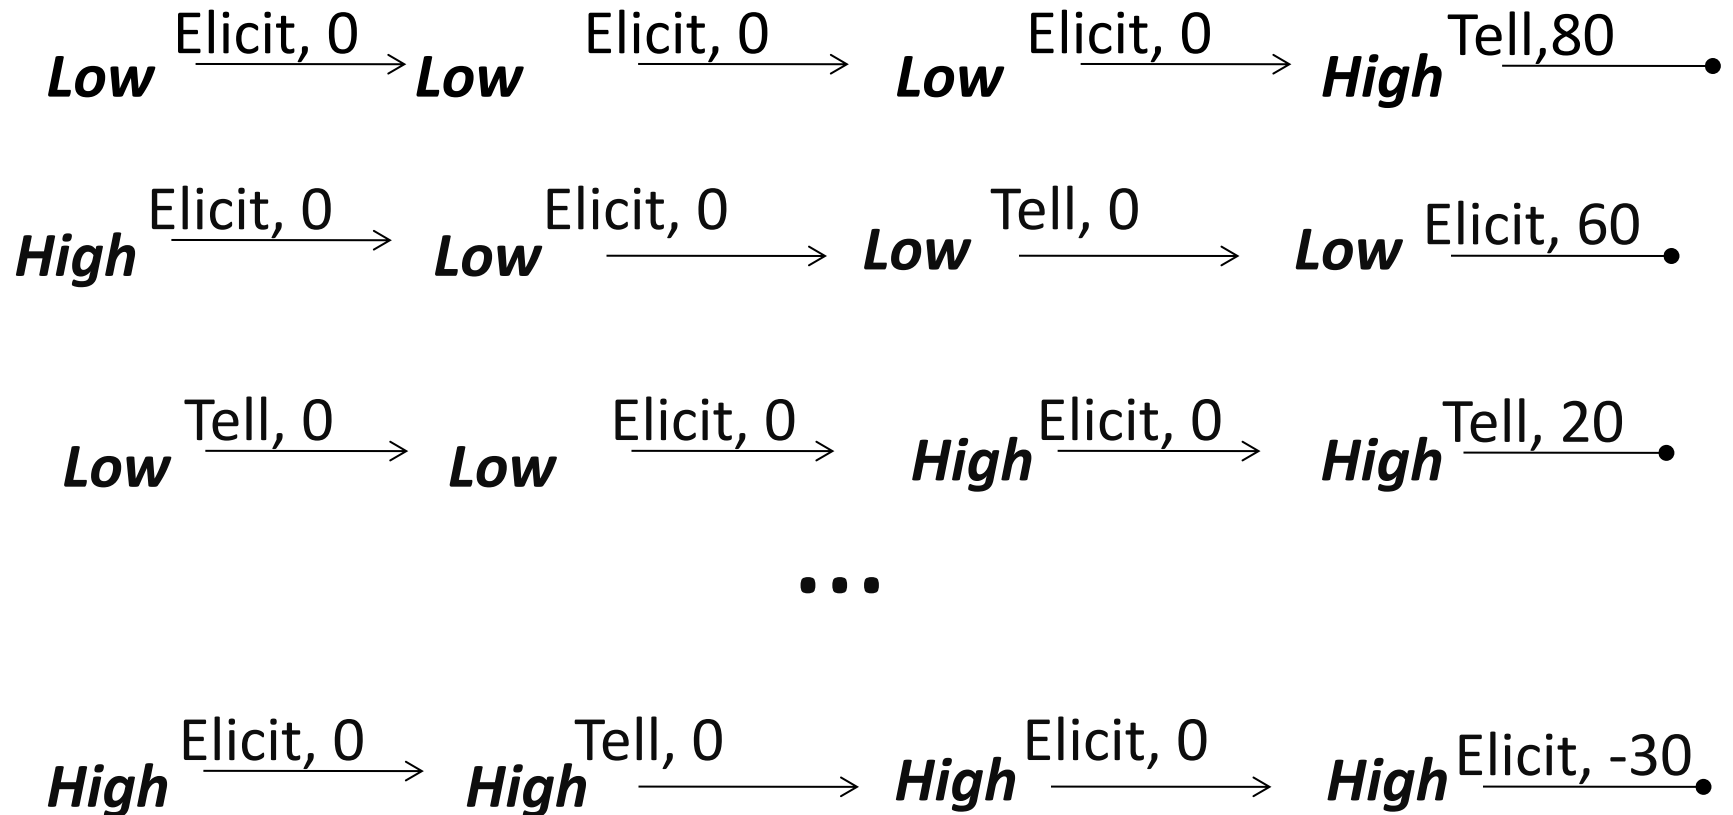 Low Elicit, 0 Low Elicit, 0 Low Elicit, 0 High Tell,80
High Elicit, 0 Low Elicit, 0 Low Tell, 0 Low Elicit, 60
Low Tell, 0 Low Elicit, 0 High Elicit, 0 High Tell, 20
...
High Elicit, 0 High Tell, 0 High Elicit, 0 High Elicit, -30